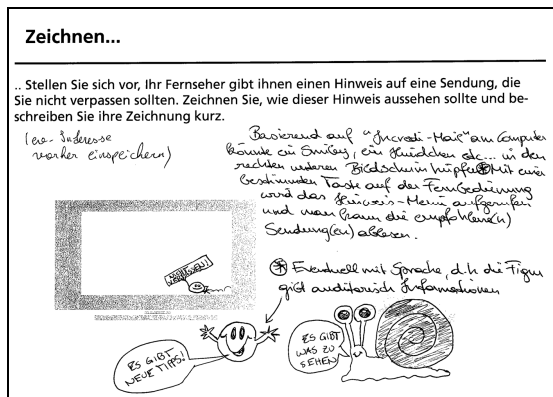 Zeichnen...
.. Stellen Sie sich vor, Ihr Fernseher gibt ihnen einen Hinweis auf eine Sendung, die
Sie nicht verpassen sollten. Zeichnen Sie, wie dieser Hinweis aussehen sollte und be-
schreiben Sie ihre Zeichnung kurz.
(ev. Interesse
vorher einspeichern)
Basierend auf "Incredi-Mail" am Computer
könnte ein Smiley, ein Hündchen etc... in den
rechten unteren Bildschirm hüpfen⊛Mit einer
bestimmten Taste auf der Fernbedienung
wird das Hinweis-Menü aufgerufen
und man kann die empfohlene(n)
Sendung(en) ablesen.
⊛ Eventuell mit Sprache, d.h die Figur
gibt auditorisch Informationen
ES GIBT
NEUE TIPPS!
ES GIBT
WAS ZU
SEHEN